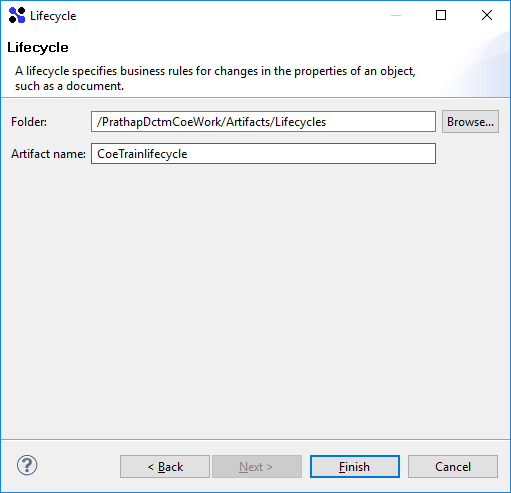 Lifecycle
Lifecycle
A lifecycle specifies business rules for changes in the properties of an object,
such as a document.
Folder: /PrathapDctmCoeWork/Artifacts/Lifecycles Browse...
Artifact name: CoeTrainlifecycle
? < Back Next > Finish Cancel